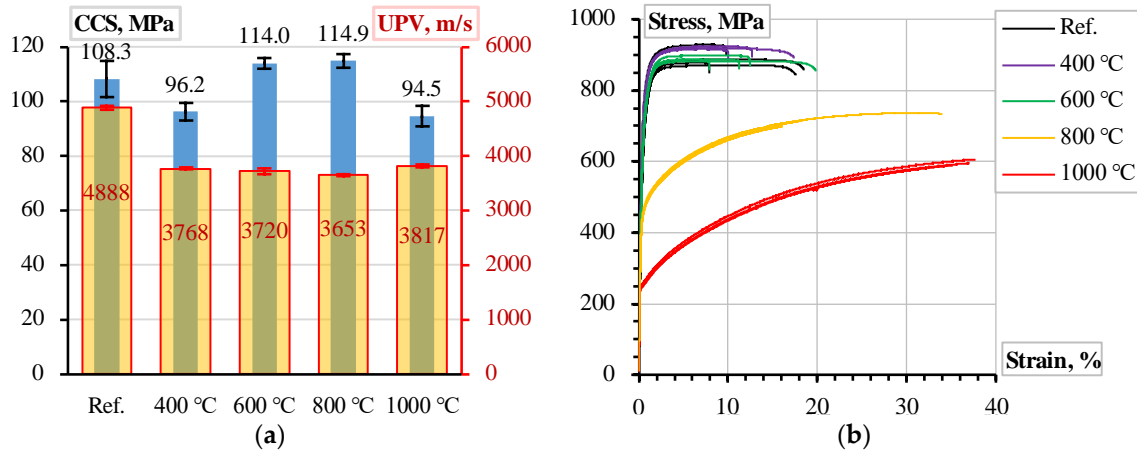 CCS, MPa UPV, m/s
120 6000
108.3 114.0 114.9
100 96.2 94.5 5000
80 4000
60 4888 3768 3720 3653 3817 3000
40 2000
20 1000
0 0
Ref. 400 °C 600 °C 800 °C 1000 °C
(a)
1000 Stress, MPa
800
600
400
200
0
0 10 20 30 40
Strain, %
Ref.
400 °C
600 °C
800 °C
1000 °C
(b)